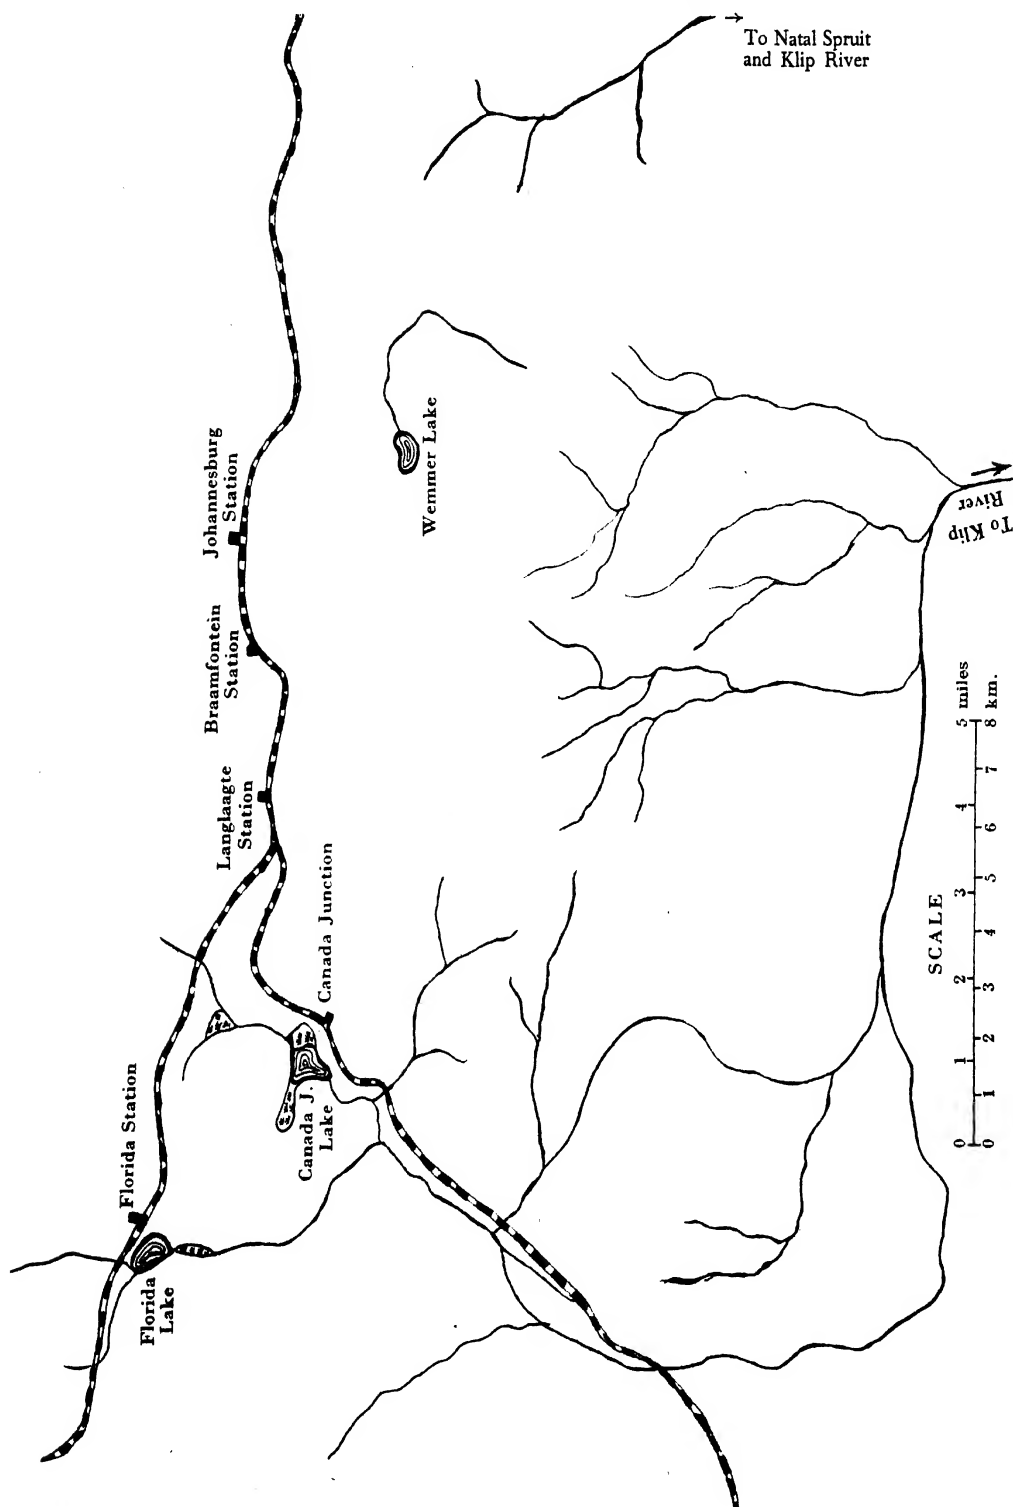 To Natal Spruit
and Klip River
Johannesburg
Station
Braamfontein
Station
Langlaagte
Station
Canada Junction
Florida Station
Florida
Lake
Canada J.
Lake
Wemmer Lake
To Klip
River
SCALE
0 1 2 3 4 5 miles
0 1 2 3 4 5 6 7 8 km.